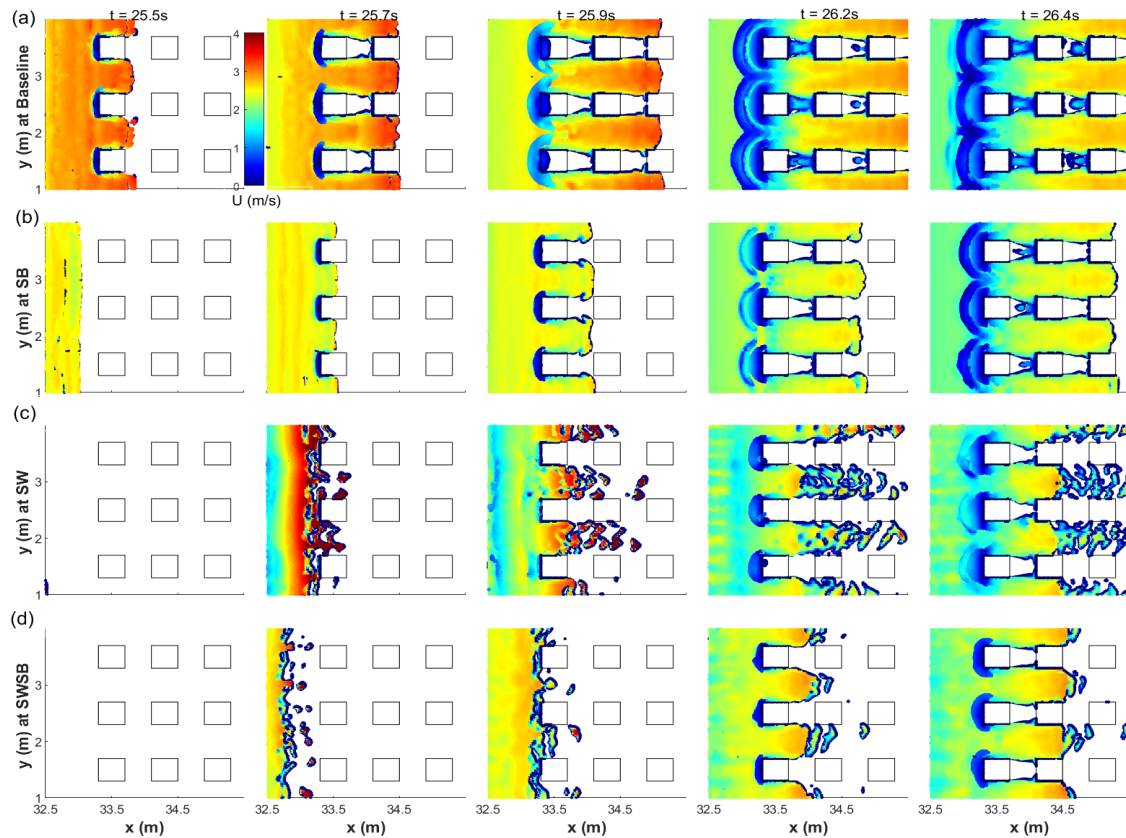 (a) t = 25.5s t = 25.7s t = 25.9s t = 26.2s t = 26.4s
y (m) at Baseline
3
2
1
4
3
2
1
0
U (m/s)
(b)
y (m) at SB
3
2
1
(c)
y (m) at SW
3
2
1
(d)
y (m) at SWSB
3
2
1
32.5 33.5 34.5 32.5 33.5 34.5 32.5 33.5 34.5 32.5 33.5 34.5 32.5 33.5 34.5
x (m) x (m) x (m) x (m) x (m)